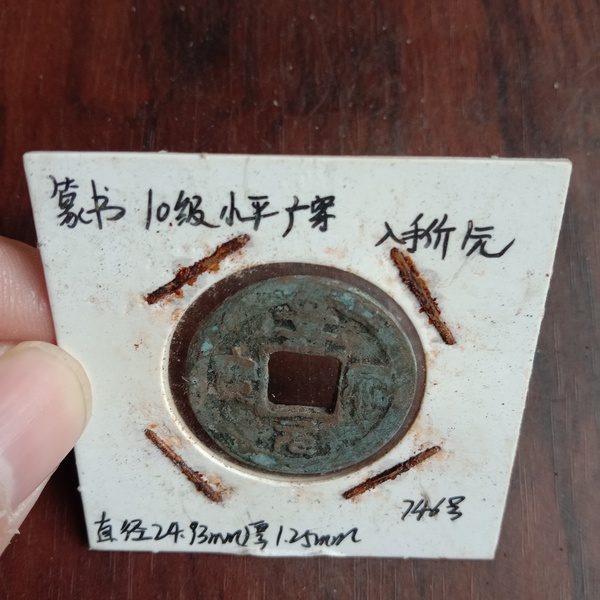 篆书 10级 小平 广穿
入手价1元
746号
直径24.93mm厚1.25mm